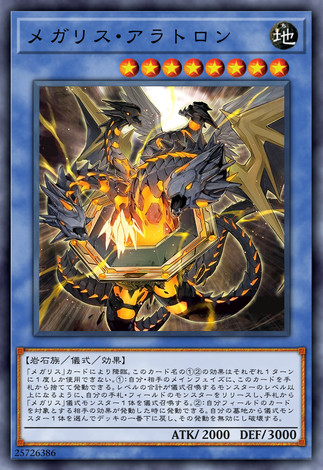 メガリス・アラトロン
地
【岩石族／儀式／効果】
「メガリス」カードにより降臨。このカード名の①②の効果はそれぞれ１ターン
に１度しか使用できない。①：自分・相手のメインフェイズに、このカードを手
札から捨てて発動できる。レベルの合計が儀式召喚するモンスターのレベル以
上になるように、自分の手札・フィールドのモンスターをリリースし、手札から
「メガリス」儀式モンスター１体を儀式召喚する。②：自分フィールドのカード
を対象とする相手の効果が発動した時に発動できる。自分の墓地から儀式モン
スター１体を選んでデッキの一番下に戻し、その発動を無効にし破壊する。
ATK/ 2000 DEF/3000
25726386